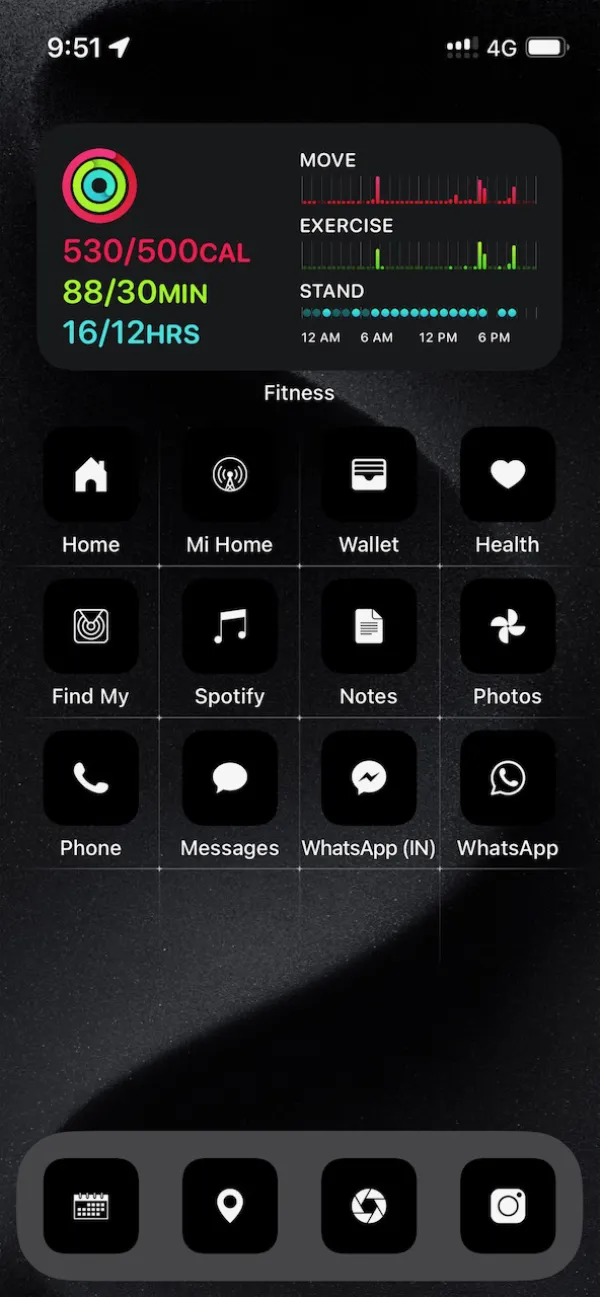 9:51
4G
MOVE
530/500CAL
EXERCISE
88/30MIN
STAND
16/12HRS
12 AM 6 AM 12 PM 6 PM
Fitness
Home Mi Home Wallet Health
Find My Spotify Notes Photos
Phone Messages WhatsApp (IN) WhatsApp